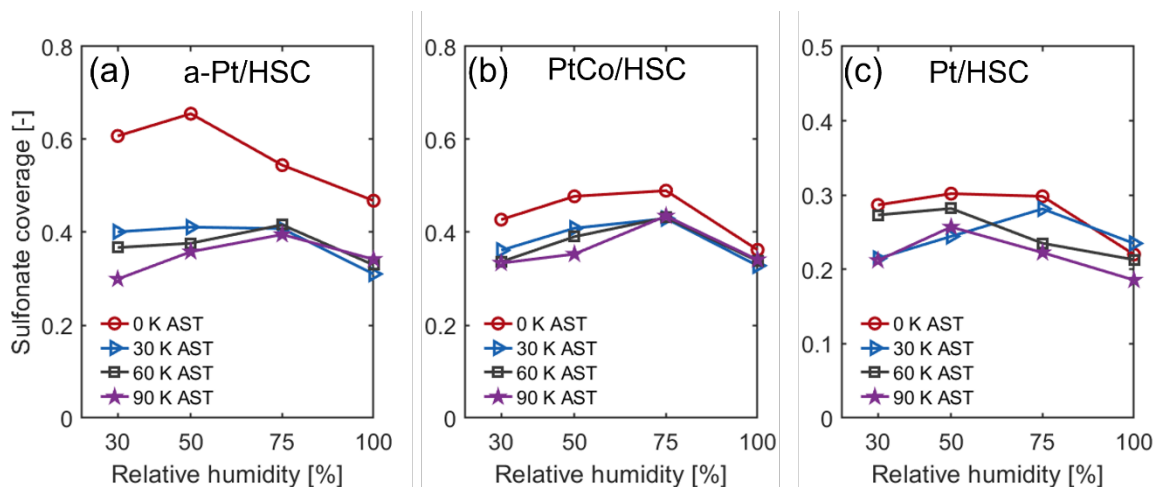 (a) a-Pt/HSC
0.8
0.6
0.4
0.2
0
Sulfonate coverage [-]
0 K AST
30 K AST
60 K AST
90 K AST
30 50 75 100
Relative humidity [%]
(b) PtCo/HSC
0.8
0.6
0.4
0.2
0
0 K AST
30 K AST
60 K AST
90 K AST
30 50 75 100
Relative humidity [%]
(c) Pt/HSC
0.5
0.4
0.3
0.2
0.1
0
0 K AST
30 K AST
60 K AST
90 K AST
30 50 75 100
Relative humidity [%]